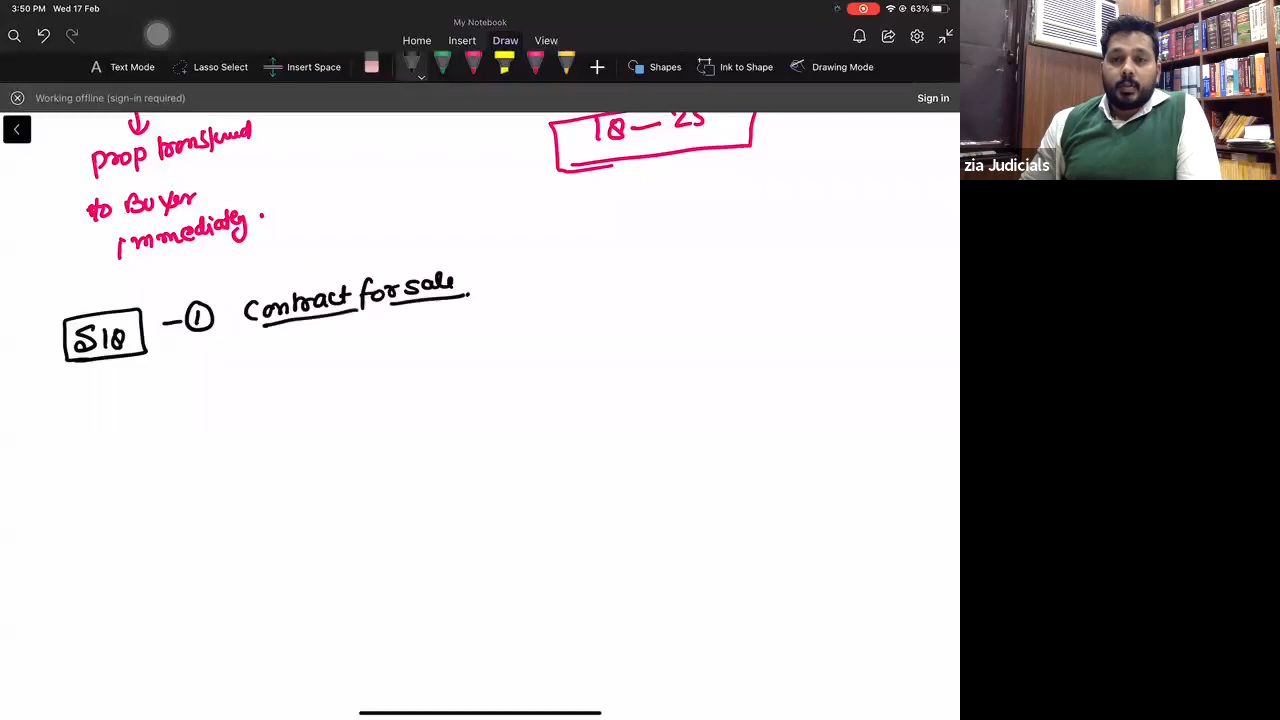 3:50 PM Wed 17 Feb
63%
My Notebook
Home Insert Draw View
Text Mode Lasso Select Insert Space Shapes Ink to Shape Drawing Mode
Working offline (sign-in required) Sign in
18 - 25
Prop transfered
to Buyer
immediately.
S18 - 1 Contract for sale.
zia Judicials